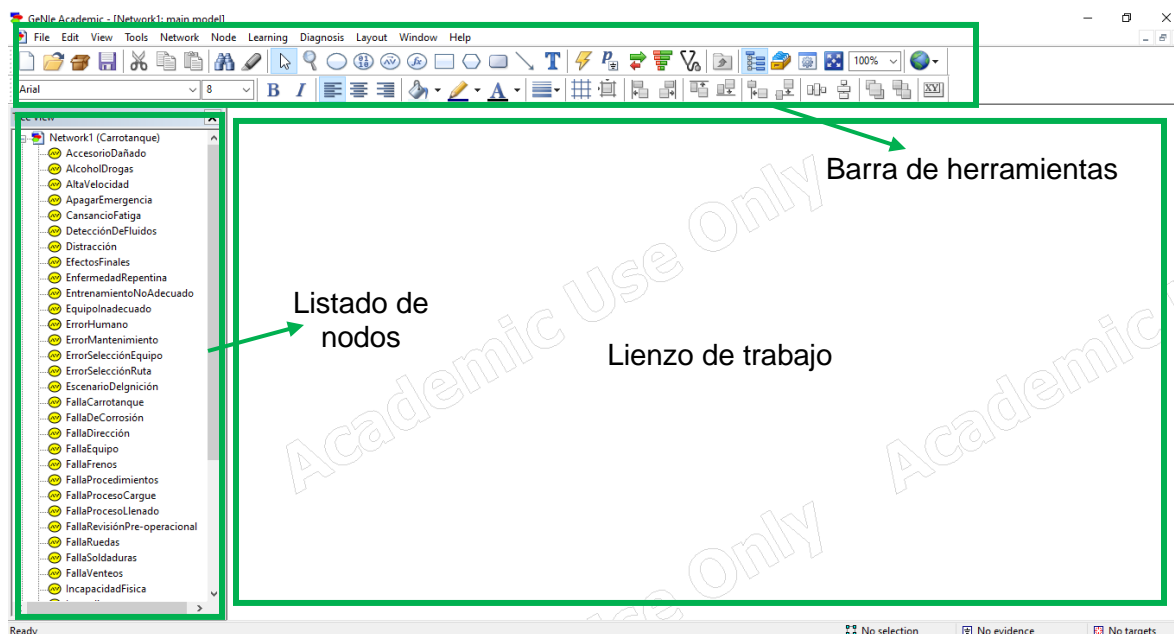 GeNIe Academic - [Network1: main model]
File Edit View Tools Network Node Learning Diagnosis Layout Window Help
100%
Arial 8 B I A
Network1 (Carrotanque)
AccesorioDañado
AlcoholDrogas
AltaVelocidad
ApagarEmergencia
CansancioFatiga
DetecciónDeFluidos
Distracción
EfectosFinales
EnfermedadRepentina
EntrenamientoNoAdecuado
EquipoInadecuado
ErrorHumano
ErrorMantenimiento
ErrorSelecciónEquipo
ErrorSelecciónRuta
EscenarioDeIgnición
FallaCarrotanque
FallaDeCorrosión
FallaDirección
FallaEquipo
FallaFrenos
FallaProcedimientos
FallaProcesoCargue
FallaProcesoLlenado
FallaRevisiónPre-operacional
FallaRuedas
FallaSoldaduras
FallaVenteos
IncapacidadFisica
Barra de herramientas
Listado de
nodos
Lienzo de trabajo
Academic Use Only
Academic
Use Only
Ready No selection No evidence No targets